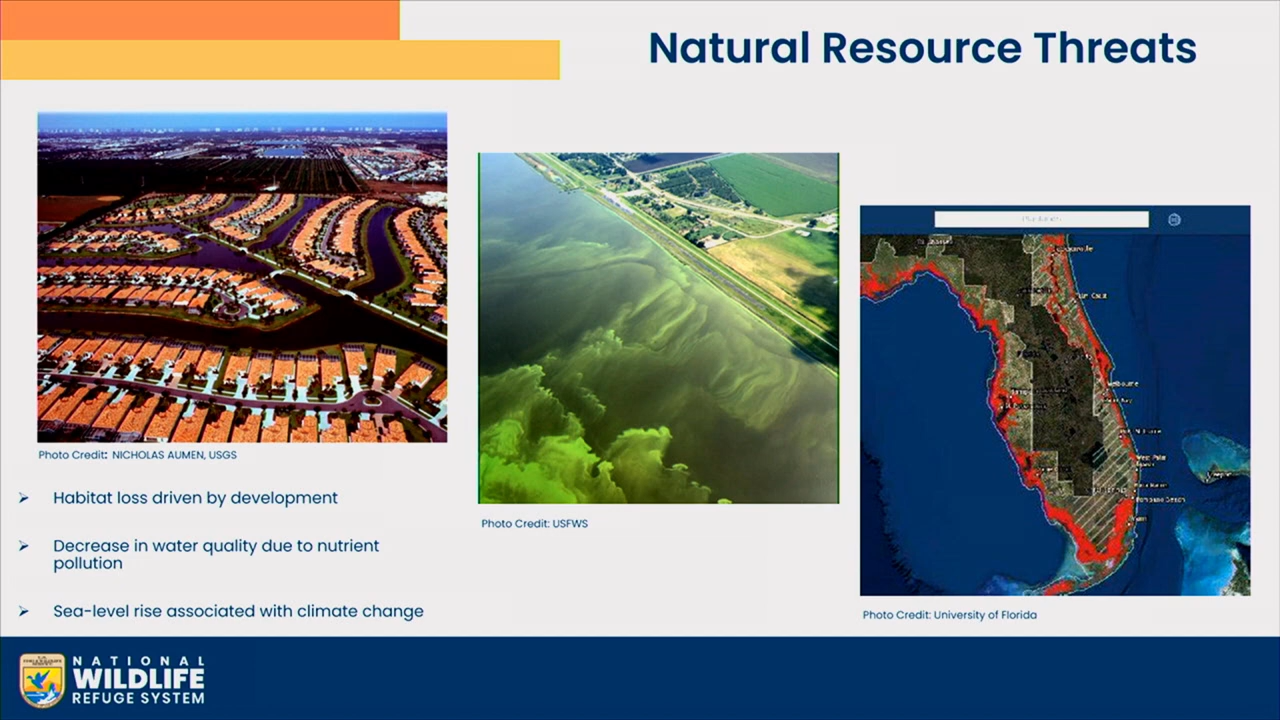 Natural Resource Threats
Photo Credit: NICHOLAS AUMEN, USGS
Photo Credit: USFWS
Melbourne
West Palm
Photo Credit: University of Florida
➢ Habitat loss driven by development
➢ Decrease in water quality due to nutrient
pollution
➢ Sea-level rise associated with climate change
NATIONAL
WILDLIFE
REFUGE SYSTEM